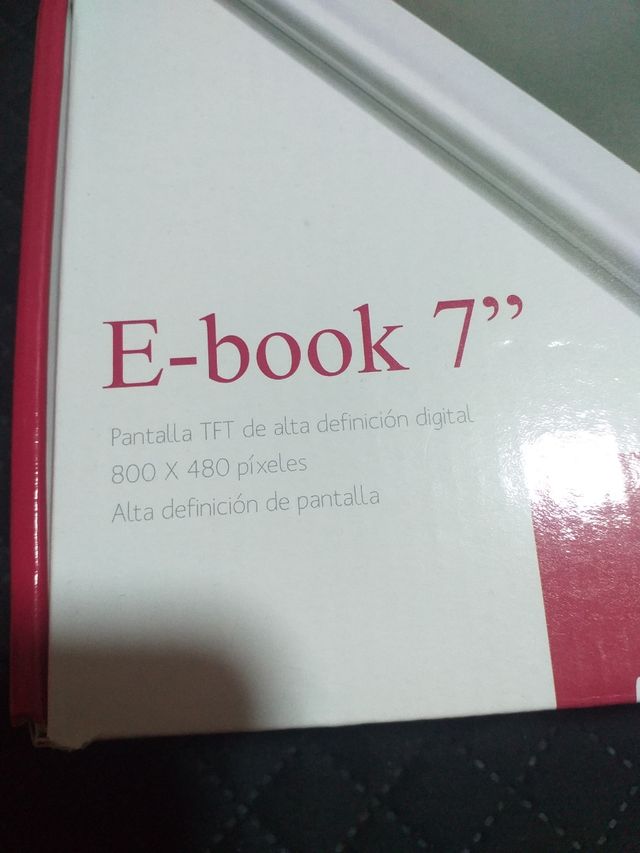 E-book 7”
Pantalla TFT de alta definición digital
800 X 480 píxeles
Alta definición de pantalla